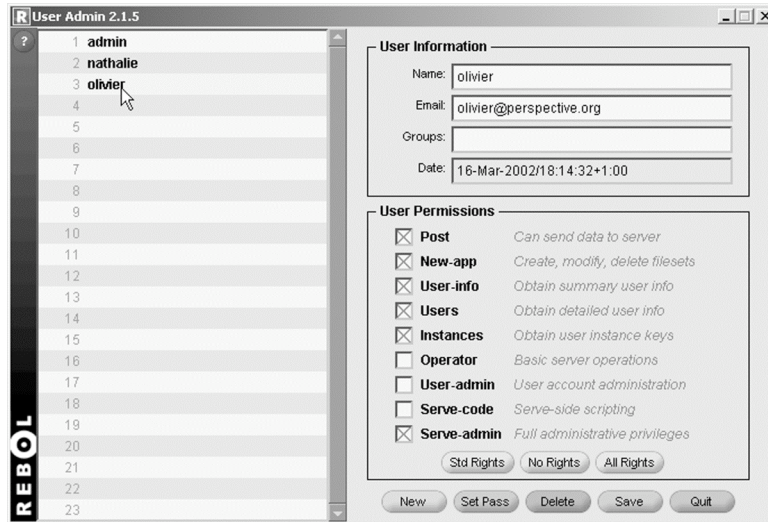 R User Admin 2.1.5
?
1 admin
2 nathalie
3 olivier
4
5
6
7
8
9
10
11
12
13
14
15
16
17
18
19
20
21
22
23
REBOL
User Information
Name: olivier
Email: olivier@perspective.org
Groups:
Date: 16-Mar-2002/18:14:32+1:00
User Permissions
Post Can send data to server
New-app Create, modify, delete filesets
User-info Obtain summary user info
Users Obtain detailed user info
Instances Obtain user instance keys
Operator Basic server operations
User-admin User account administration
Serve-code Serve-side scripting
Serve-admin Full administrative privileges
Std Rights No Rights All Rights
New Set Pass Delete Save Quit